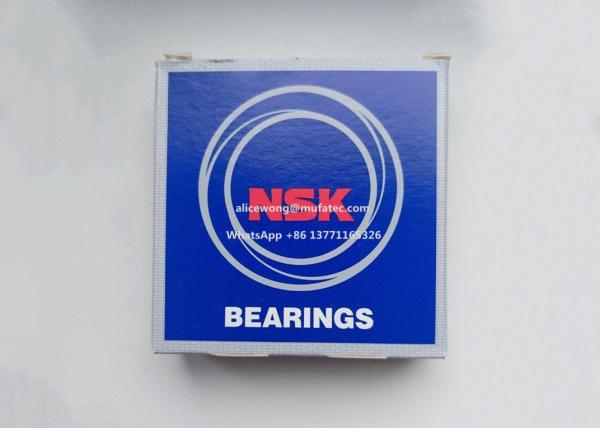 NSK
alicewong@mufatec.com
WhatsApp +86 13771165326
BEARINGS